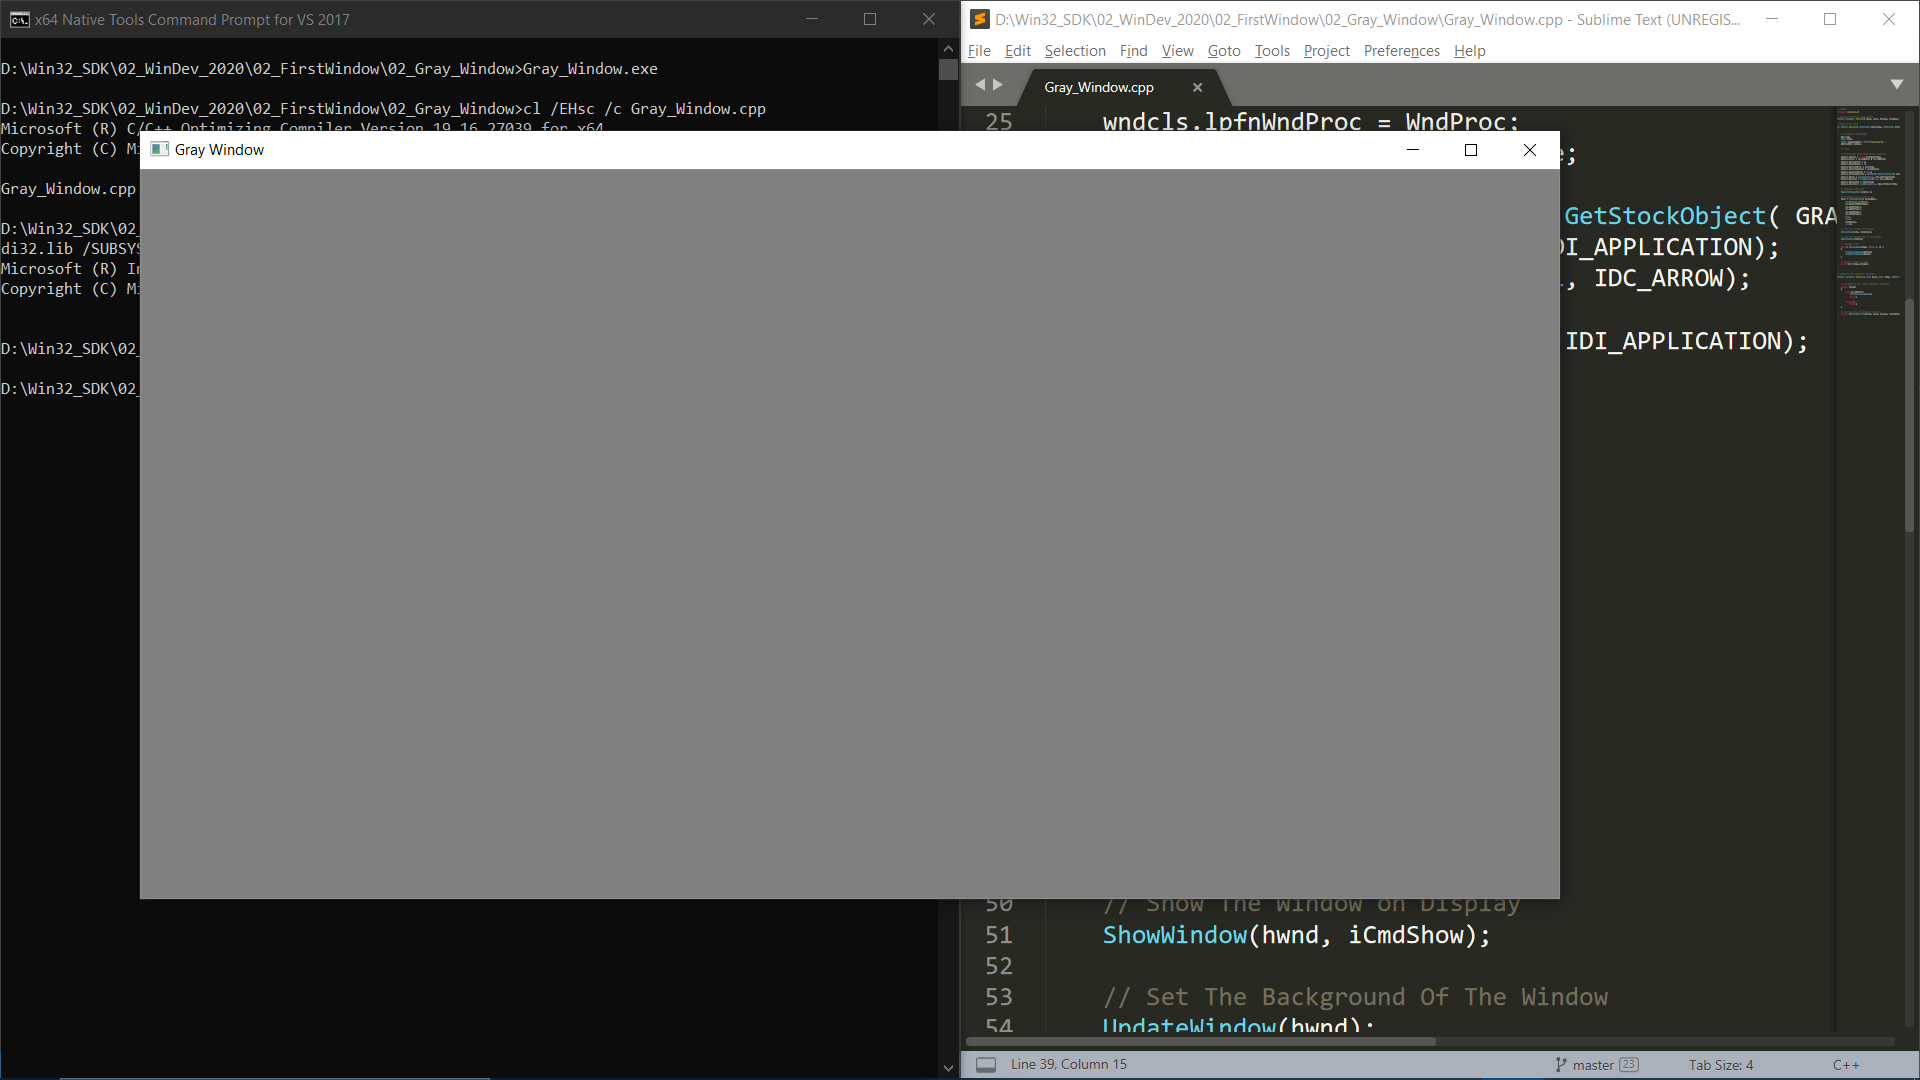 x64 Native Tools Command Prompt for VS 2017
D:\Win32_SDK\02_WinDev_2020\02_FirstWindow\02_Gray_Window>Gray_Window.exe
D:\Win32_SDK\02_WinDev_2020\02_FirstWindow\02_Gray_Window>cl /EHsc /c Gray_Window.cpp
Microsoft (R) C/C++ Optimizing Compiler Version 19.16.27039 for x64
Copyright (C) Mi
Gray_Window.cpp
D:\Win32_SDK\02_
di32.lib /SUBSYS
Microsoft (R) In
Copyright (C) Mi
D:\Win32_SDK\02_
D:\Win32_SDK\02_
Gray Window
D:\Win32_SDK\02_WinDev_2020\02_FirstWindow\02_Gray_Window\Gray_Window.cpp - Sublime Text (UNREGIS...
File Edit Selection Find View Goto Tools Project Preferences Help
Gray_Window.cpp
25 wndcls.lpfnWndProc = WndProc;
e;
GetStockObject( GRA
DI_APPLICATION);
, IDC_ARROW);
IDI_APPLICATION);
50 // Show The Window on Display
51 ShowWindow(hwnd, iCmdShow);
52
53 // Set The Background Of The Window
54 UpdateWindow(hwnd);
Line 39, Column 15
master 23
Tab Size: 4
C++